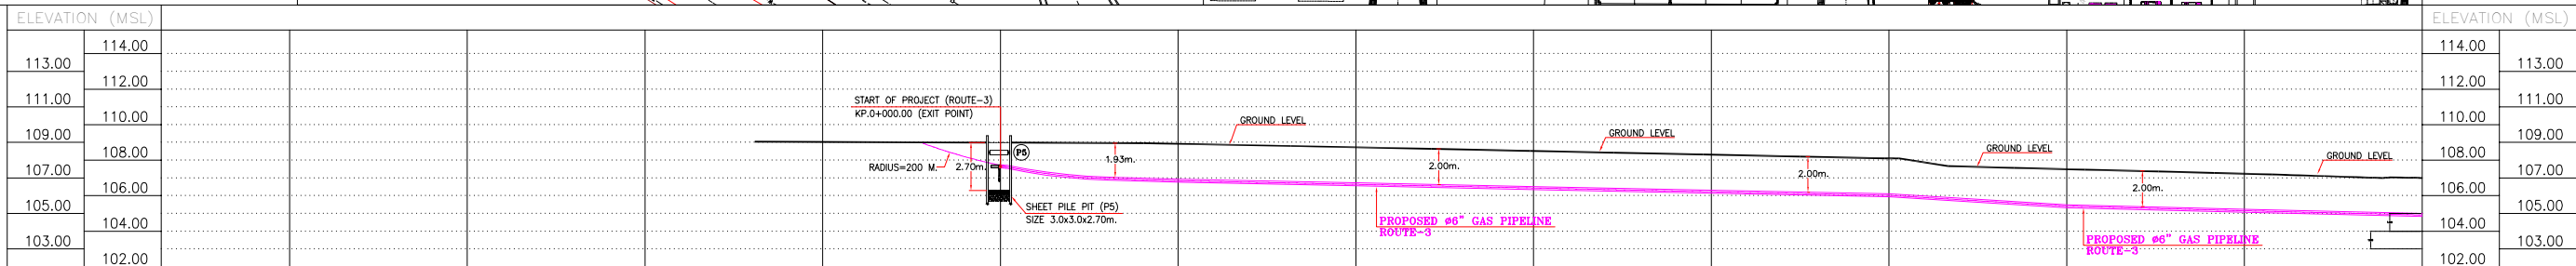 ELEVATION (MSL)
ELEVATION (MSL)
114.00
113.00
112.00
111.00
110.00
109.00
108.00
107.00
106.00
105.00
104.00
103.00
102.00
START OF PROJECT (ROUTE-3)
KP.0+000.00 (EXIT POINT)
RADIUS=200 M.
2.70m.
P5
SHEET PILE PIT (P5)
SIZE 3.0x3.0x2.70m.
1.93m.
GROUND LEVEL
2.00m.
PROPOSED ø6" GAS PIPELINE
ROUTE-3
GROUND LEVEL
2.00m.
GROUND LEVEL
2.00m.
PROPOSED ø6" GAS PIPELINE
ROUTE-3
GROUND LEVEL
114.00
113.00
112.00
111.00
110.00
109.00
108.00
107.00
106.00
105.00
104.00
103.00
102.00